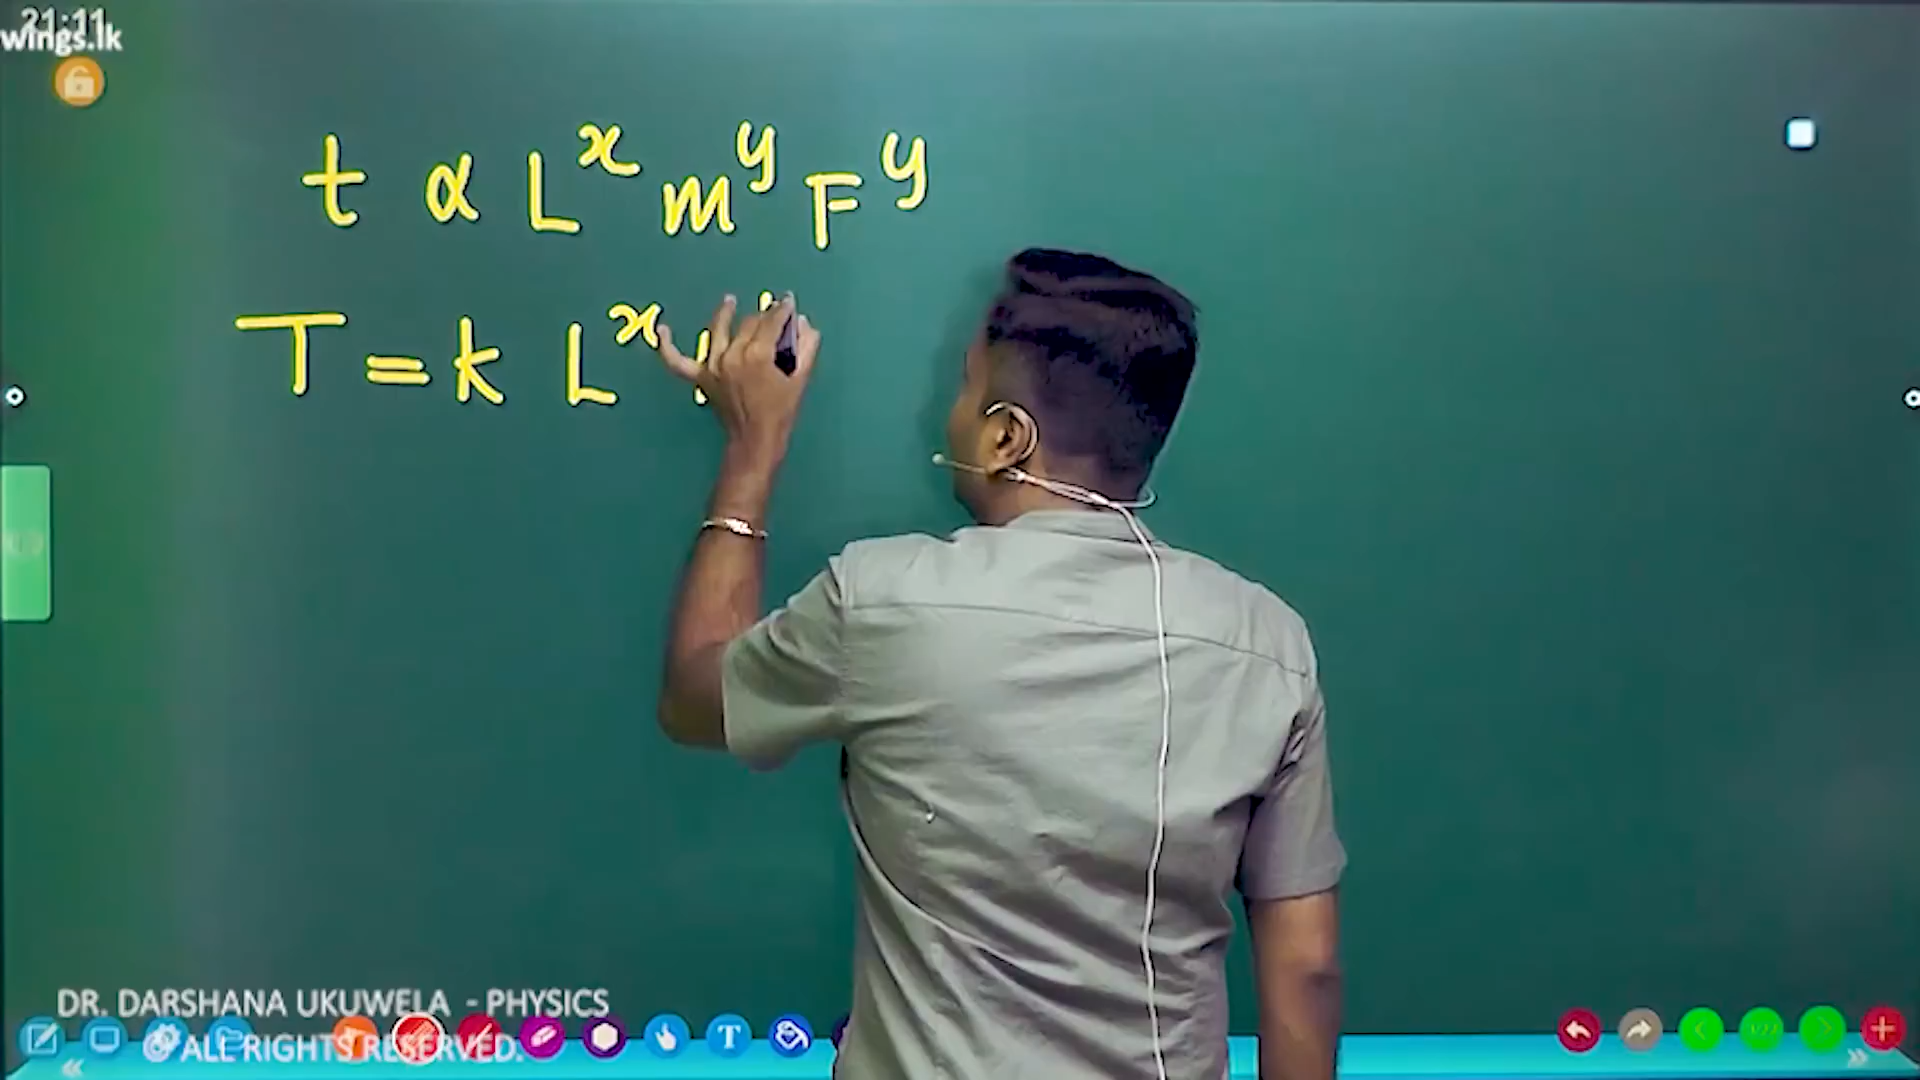 21:11
wings.lk
t α L^x m^y F^y
T = k L^x
DR. DARSHANA UKUWELA - PHYSICS
@ ALL RIGHTS RESERVED.
T